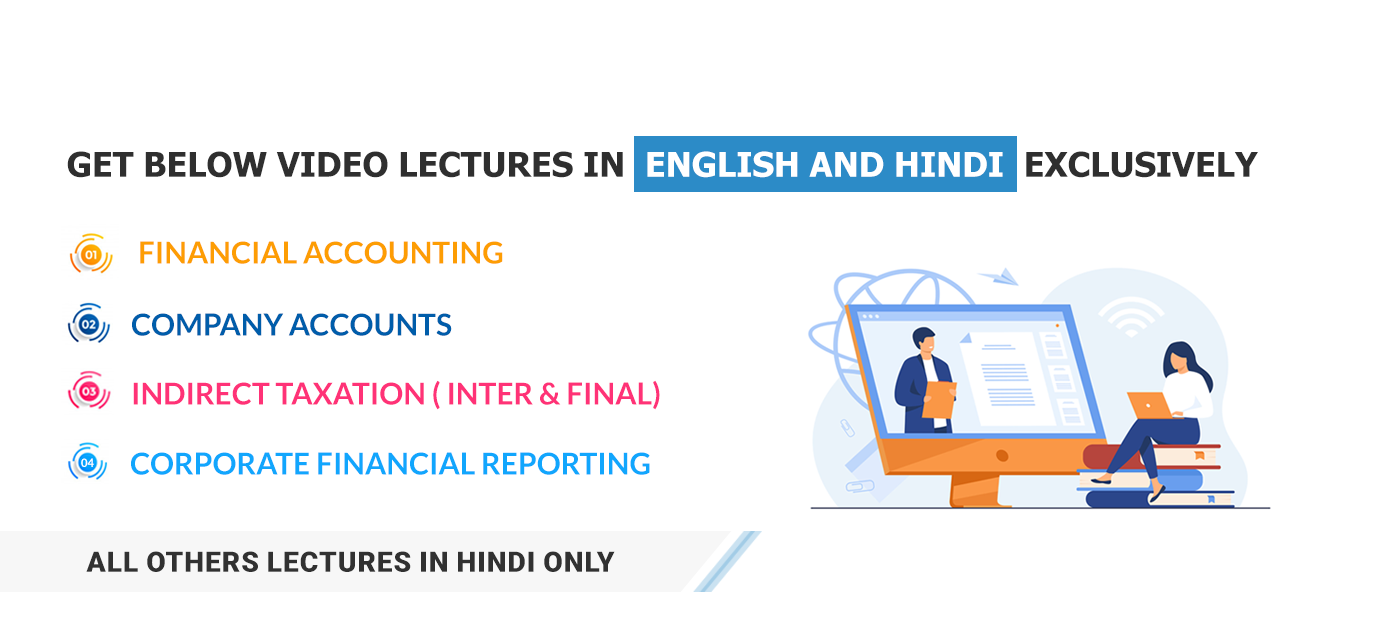 GET BELOW VIDEO LECTURES IN ENGLISH AND HINDI EXCLUSIVELY
01 FINANCIAL ACCOUNTING
02 COMPANY ACCOUNTS
03 INDIRECT TAXATION ( INTER & FINAL)
04 CORPORATE FINANCIAL REPORTING
ALL OTHERS LECTURES IN HINDI ONLY